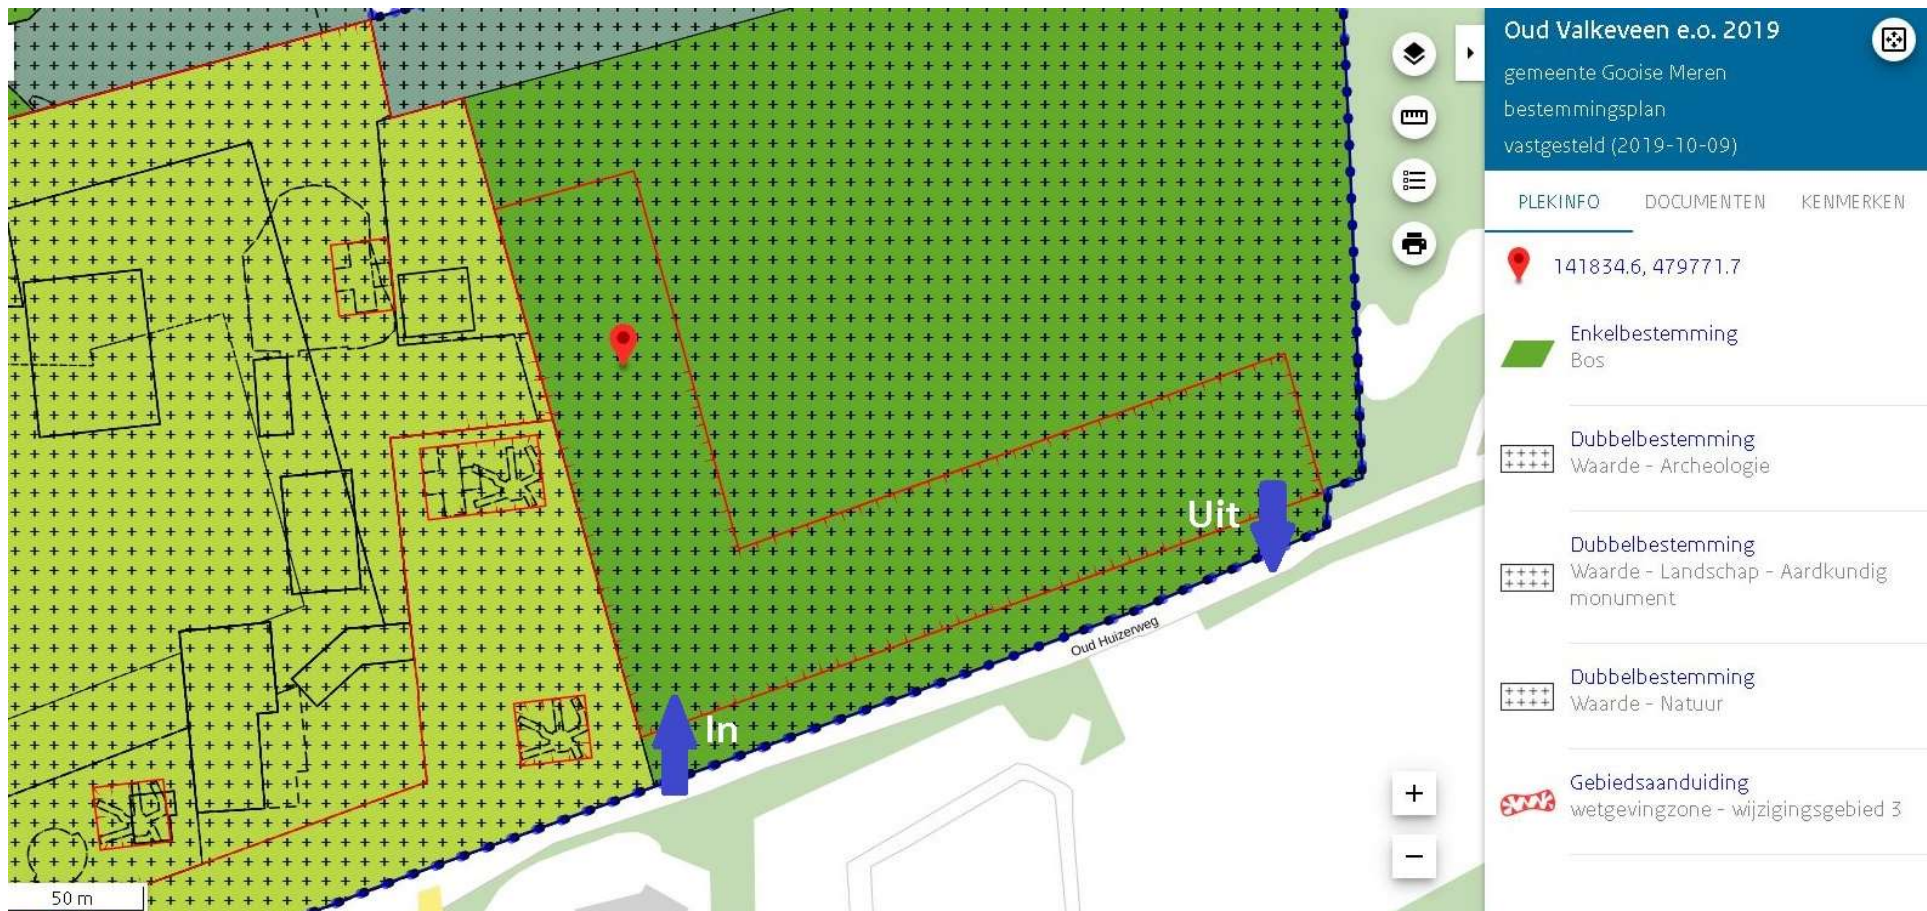 Oud Valkeveen e.o. 2019
gemeente Gooise Meren
bestemmingsplan
vastgesteld (2019-10-09)
PLEKINFO DOCUMENTEN KENMERKEN
141834.6, 479771.7
Enkelbestemming
Bos
Dubbelbestemming
Waarde - Archeologie
Dubbelbestemming
Waarde - Landschap - Aardkundig
monument
Dubbelbestemming
Waarde - Natuur
Gebiedsaanduiding
wetgevingzone - wijzigingsgebied 3
Uit
Oud Huizerweg
In
50 m